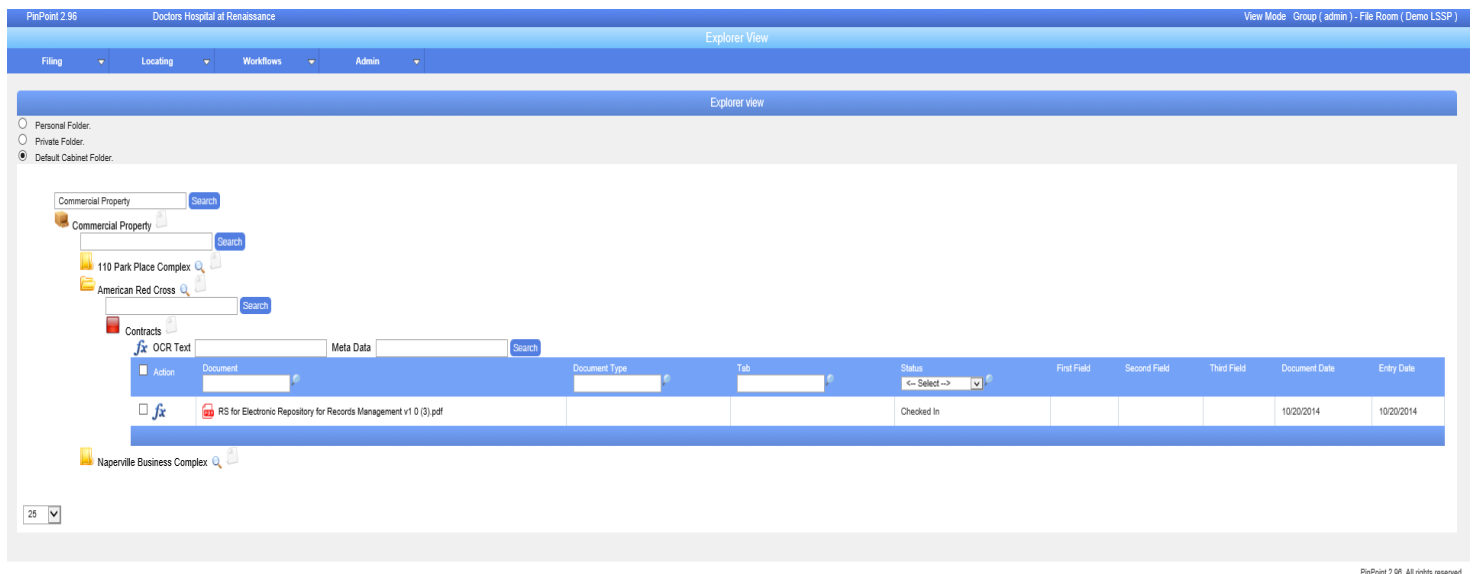 PinPoint 2.96 Doctors Hospital at Renaissance View Mode Group ( admin ) - File Room ( Demo LSSP )
Explorer View
Filing Locating Workflows Admin
Explorer view
Personal Folder.
Private Folder.
Default Cabinet Folder.
Commercial Property Search
Commercial Property
Search
110 Park Place Complex
American Red Cross
Search
Contracts
fx OCR Text Meta Data Search
Action Document Document Type Tab Status First Field Second Field Third Field Document Date Entry Date
<-- Select -->
fx RS for Electronic Repository for Records Management v1 0 (3).pdf Checked In 10/20/2014 10/20/2014
Naperville Business Complex
25
PinPoint 2.96. All rights reserved